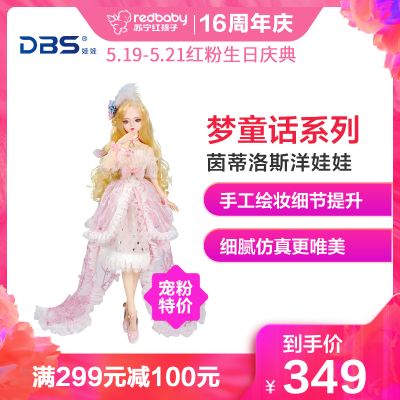 redbaby
苏宁红孩子
16周年庆
DBS®
娃娃
5.19-5.21红粉生日庆典
梦童话系列
茵蒂洛斯洋娃娃
手工绘妆细节提升
细腻仿真更唯美
宠粉
特价
满299元减100元
到手价
¥349